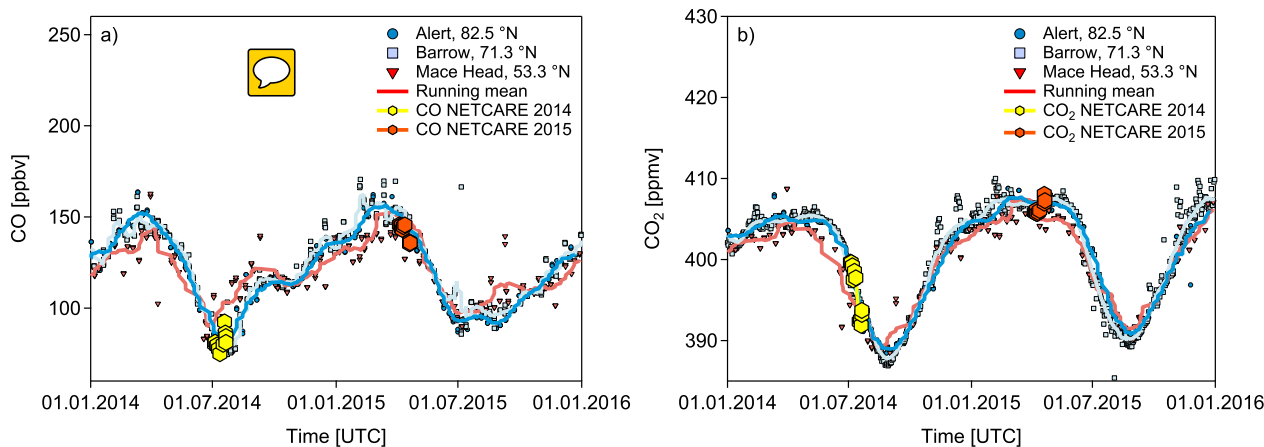 a)
Alert, 82.5 °N
Barrow, 71.3 °N
Mace Head, 53.3 °N
Running mean
CO NETCARE 2014
CO NETCARE 2015
250
200
150
100
CO [ppbv]
01.01.2014 01.07.2014 01.01.2015 01.07.2015 01.01.2016
Time [UTC]
b)
Alert, 82.5 °N
Barrow, 71.3 °N
Mace Head, 53.3 °N
Running mean
CO₂ NETCARE 2014
CO₂ NETCARE 2015
430
420
410
400
390
CO₂ [ppmv]
01.01.2014 01.07.2014 01.01.2015 01.07.2015 01.01.2016
Time [UTC]